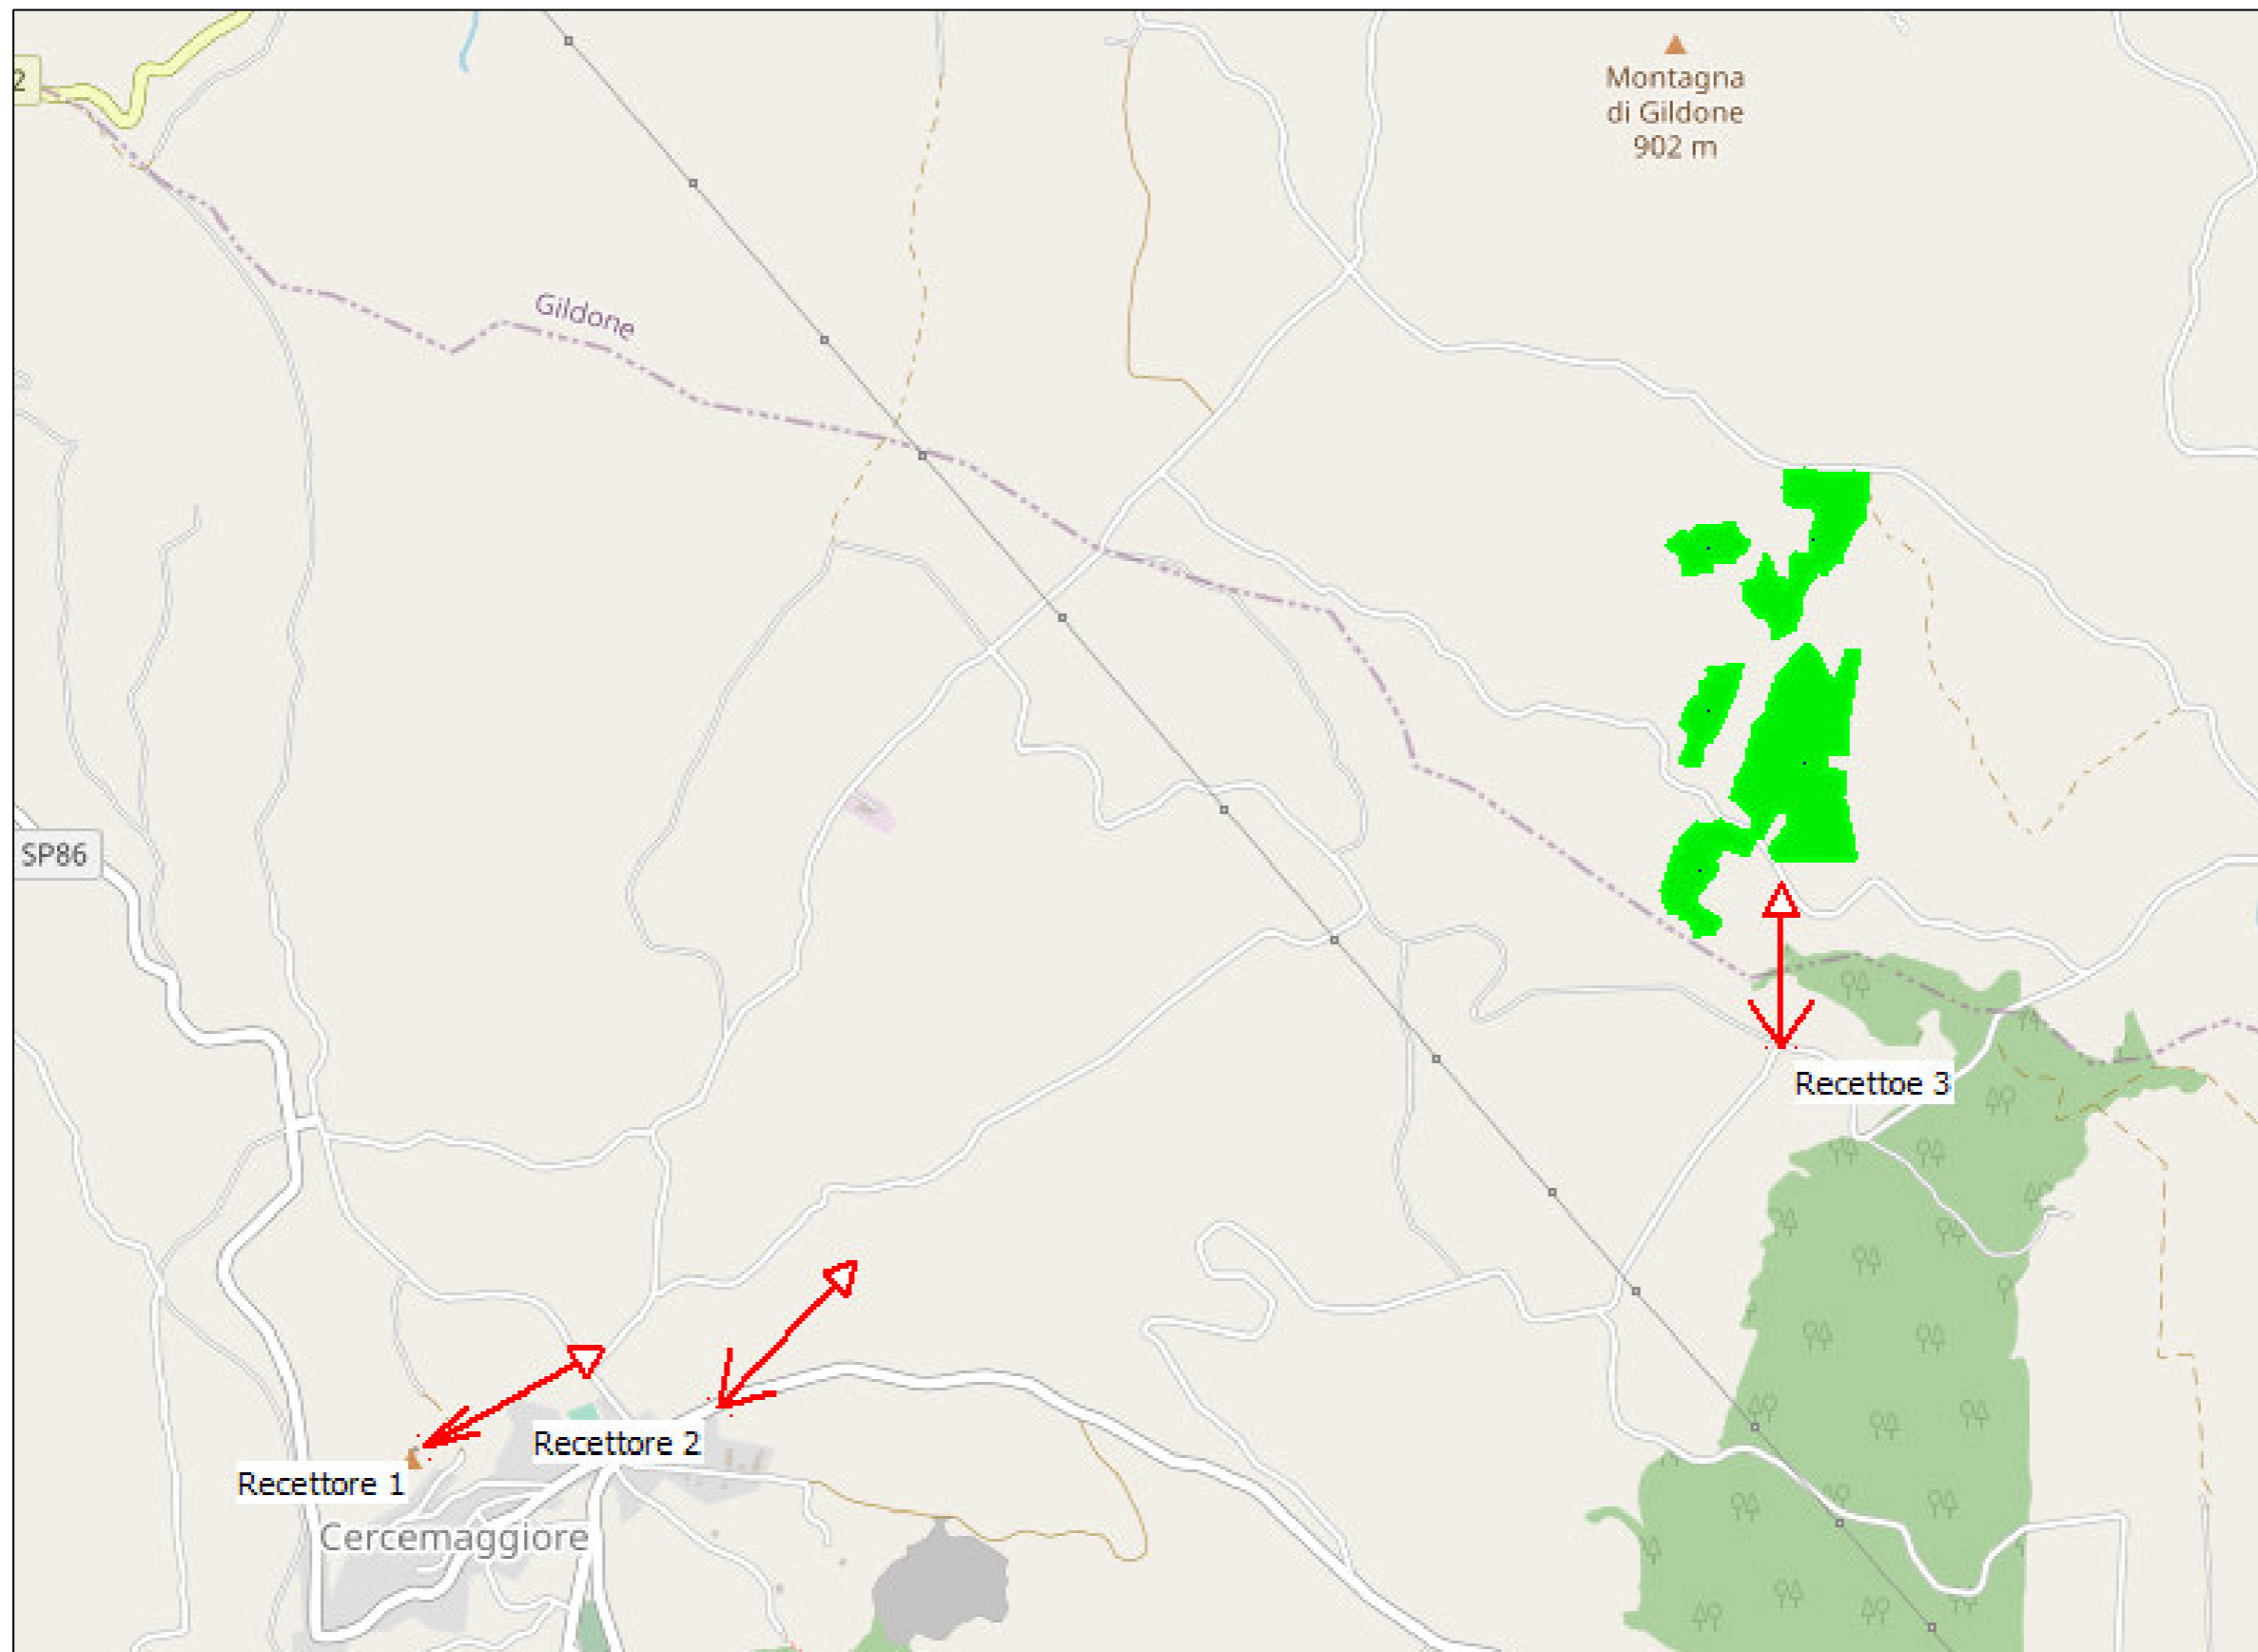 2
Montagna
di Gildone
902 m
Gildone
SP86
Recettoe 3
Recettore 2
Recettore 1
Cercemaggiore